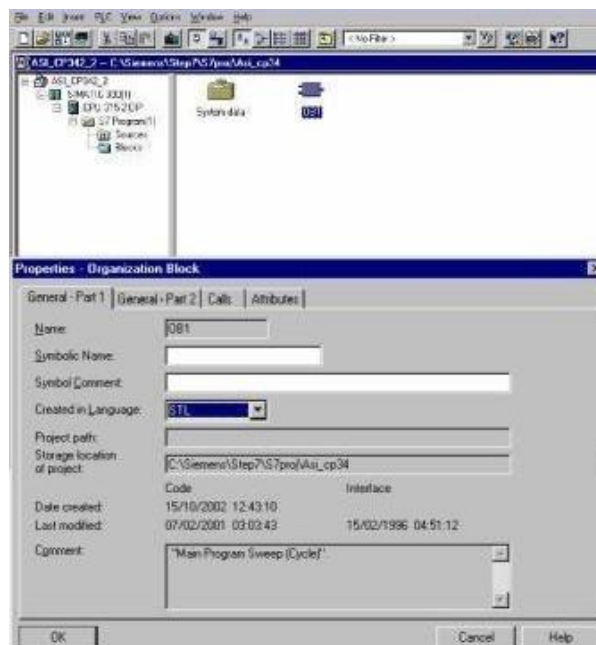 File Edit Insert PLC View Options Window Help
< No Filter >
ASI_CP342_2 -- C:\Siemens\Step7\S7proj\Asi_cp34
ASI_CP342_2
SIMATIC 300(1)
CPU 315-2 DP
S7 Program(1)
Sources
Blocks
System data
OB1
Properties - Organization Block
General - Part 1 General - Part 2 Calls Attributes
Name: OB1
Symbolic Name:
Symbol Comment:
Created in Language: STL
Project path:
Storage location
of project: C:\Siemens\Step7\S7proj\Asi_cp34
Code Interface
Date created: 15/10/2002 12:43:10
Last modified: 07/02/2001 03:03:43 15/02/1996 04:51:12
Comment: "Main Program Sweep (Cycle)"
OK Cancel Help